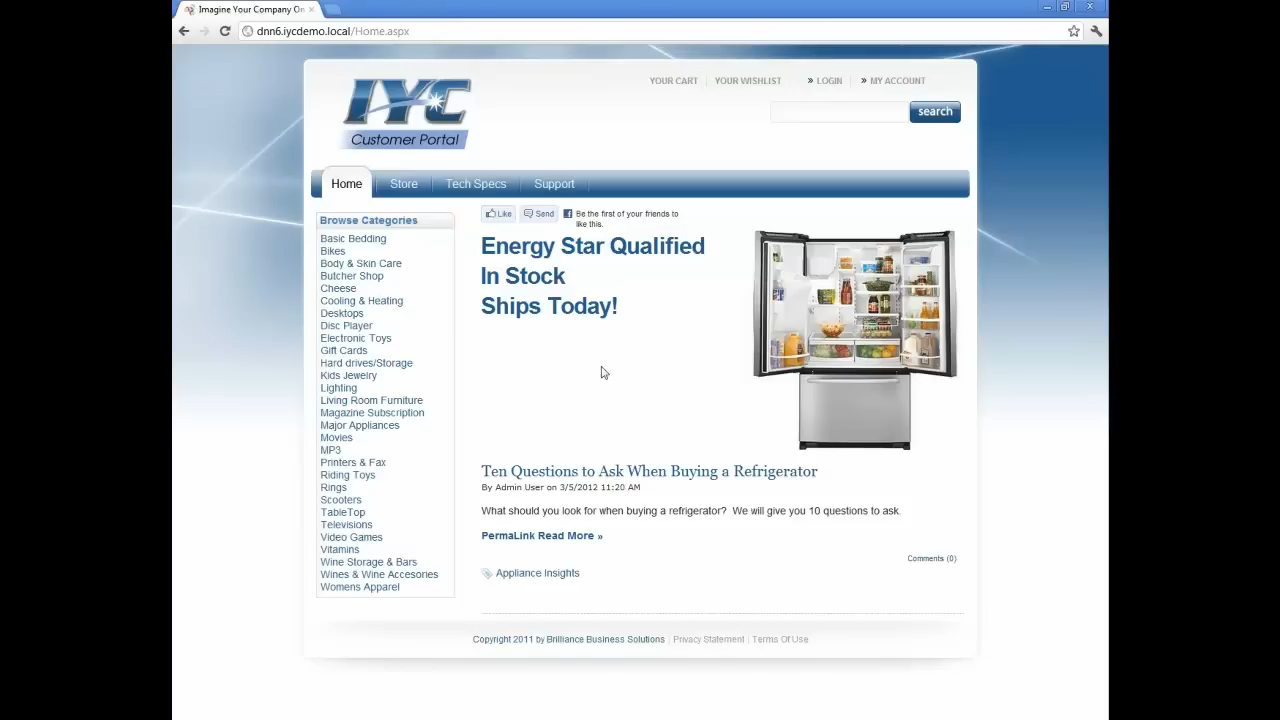 Imagine Your Company On
dnn6.iycdemo.local/Home.aspx
IYC
Customer Portal
YOUR CART
YOUR WISHLIST
» LOGIN
» MY ACCOUNT
search
Home
Store
Tech Specs
Support
Browse Categories
Basic Bedding
Bikes
Body & Skin Care
Butcher Shop
Cheese
Cooling & Heating
Desktops
Disc Player
Electronic Toys
Gift Cards
Hard drives/Storage
Kids Jewelry
Lighting
Living Room Furniture
Magazine Subscription
Major Appliances
Movies
MP3
Printers & Fax
Riding Toys
Rings
Scooters
TableTop
Televisions
Video Games
Vitamins
Wine Storage & Bars
Wines & Wine Accesories
Womens Apparel
Like
Send
Be the first of your friends to
like this.
Energy Star Qualified
In Stock
Ships Today!
Ten Questions to Ask When Buying a Refrigerator
By Admin User on 3/5/2012 11:20 AM
What should you look for when buying a refrigerator?  We will give you 10 questions to ask.
PermaLink Read More »
Comments (0)
Appliance Insights
Copyright 2011 by Brilliance Business Solutions | Privacy Statement | Terms Of Use